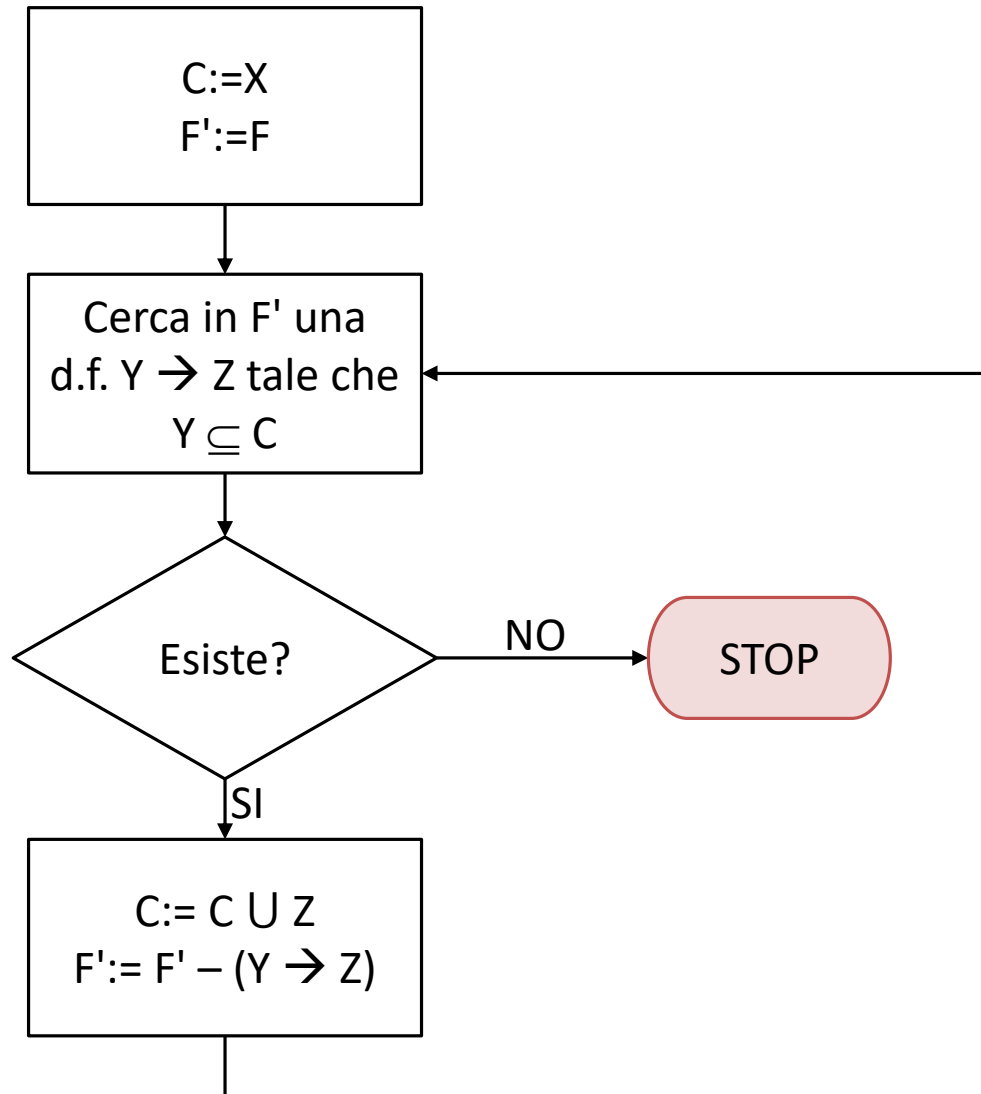 C:=X
F':=F
Cerca in F' una
d.f. Y → Z tale che
Y ⊆ C
Esiste?
NO
STOP
SI
C:= C ∪ Z
F':= F' – (Y → Z)